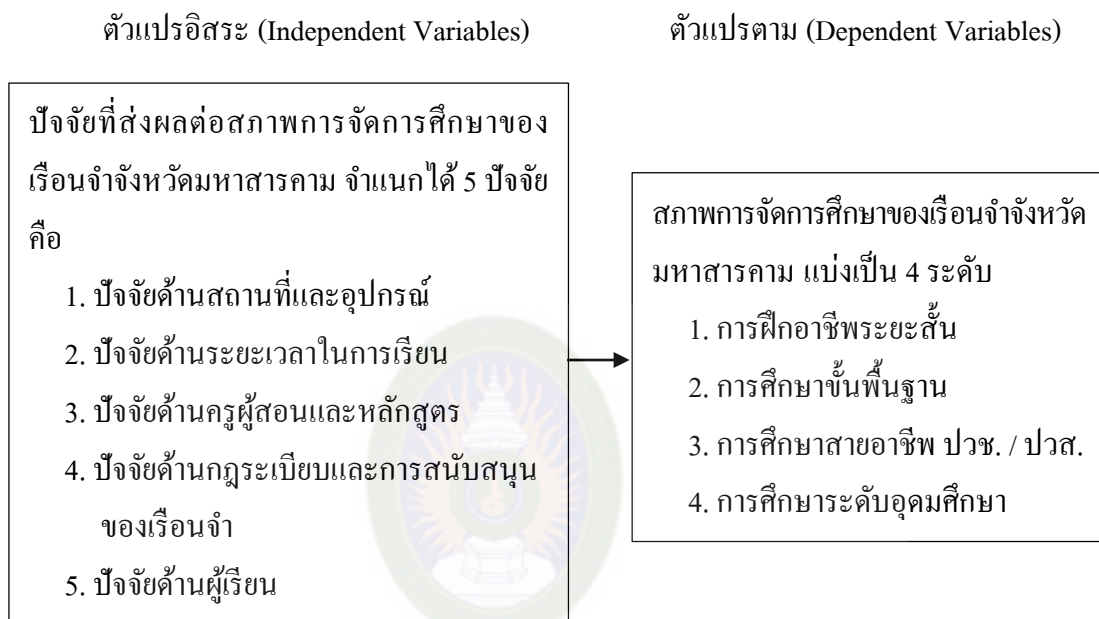 ตัวแปรอิสระ (Independent Variables)
ตัวแปรตาม (Dependent Variables)
ปัจจัยที่ส่งผลต่อสภาพการจัดการศึกษาของ
เรือนจำจังหวัดมหาสารคาม จำแนกได้ 5 ปัจจัย
คือ
1. ปัจจัยด้านสถานที่และอุปกรณ์
2. ปัจจัยด้านระยะเวลาในการเรียน
3. ปัจจัยด้านครูผู้สอนและหลักสูตร
4. ปัจจัยด้านกฎระเบียบและการสนับสนุน
ของเรือนจำ
5. ปัจจัยด้านผู้เรียน
สภาพการจัดการศึกษาของเรือนจำจังหวัด
มหาสารคาม แบ่งเป็น 4 ระดับ
1. การฝึกอาชีพระยะสั้น
2. การศึกษาขั้นพื้นฐาน
3. การศึกษาสายอาชีพ ปวช. / ปวส.
4. การศึกษาระดับอุดมศึกษา